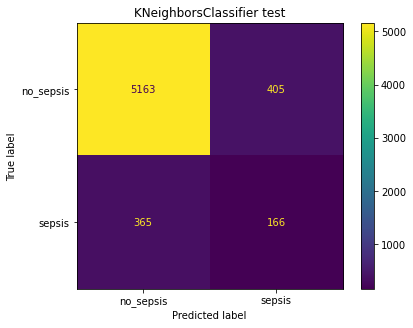 KNeighborsClassifier test
True label
no_sepsis
5163
405
sepsis
365
166
no_sepsis
sepsis
Predicted label
5000
4000
3000
2000
1000